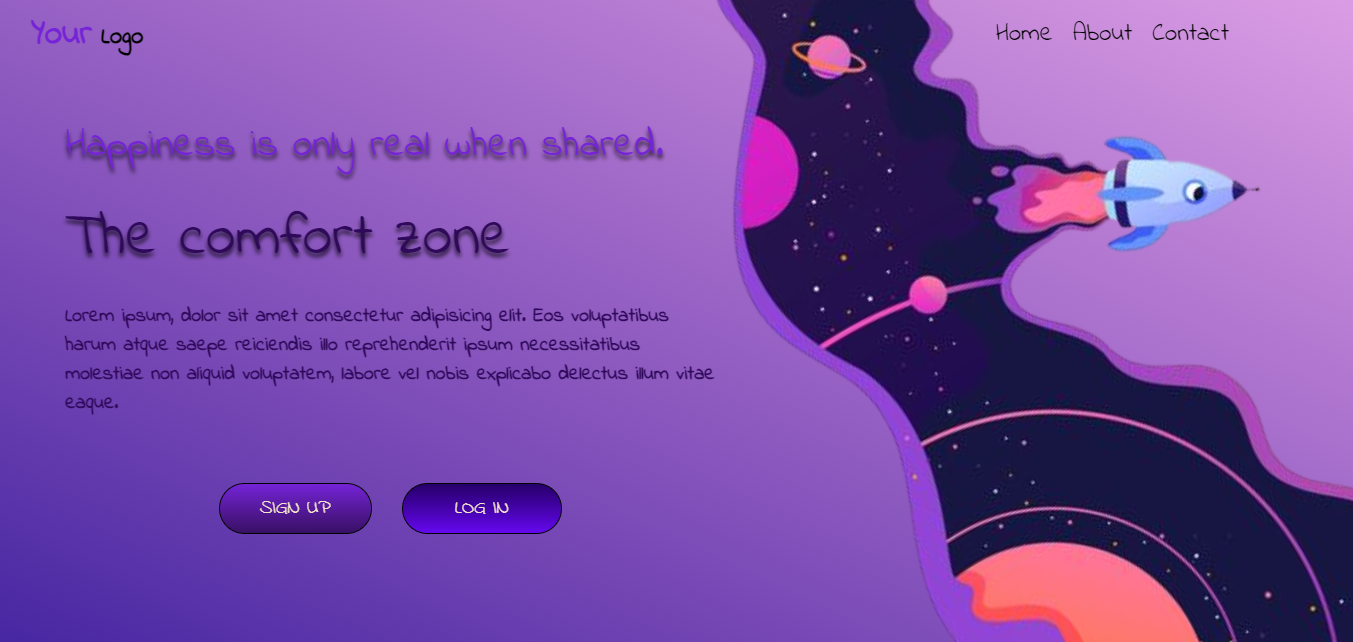 Your Logo
Home About Contact
Happiness is only real when shared.
The comfort zone
Lorem ipsum, dolor sit amet consectetur adipisicing elit. Eos voluptatibus
harum atque saepe reiciendis illo reprehenderit ipsum necessitatibus
molestiae non aliquid voluptatem, labore vel nobis explicabo delectus illum vitae
eaque.
SIGN UP LOG IN